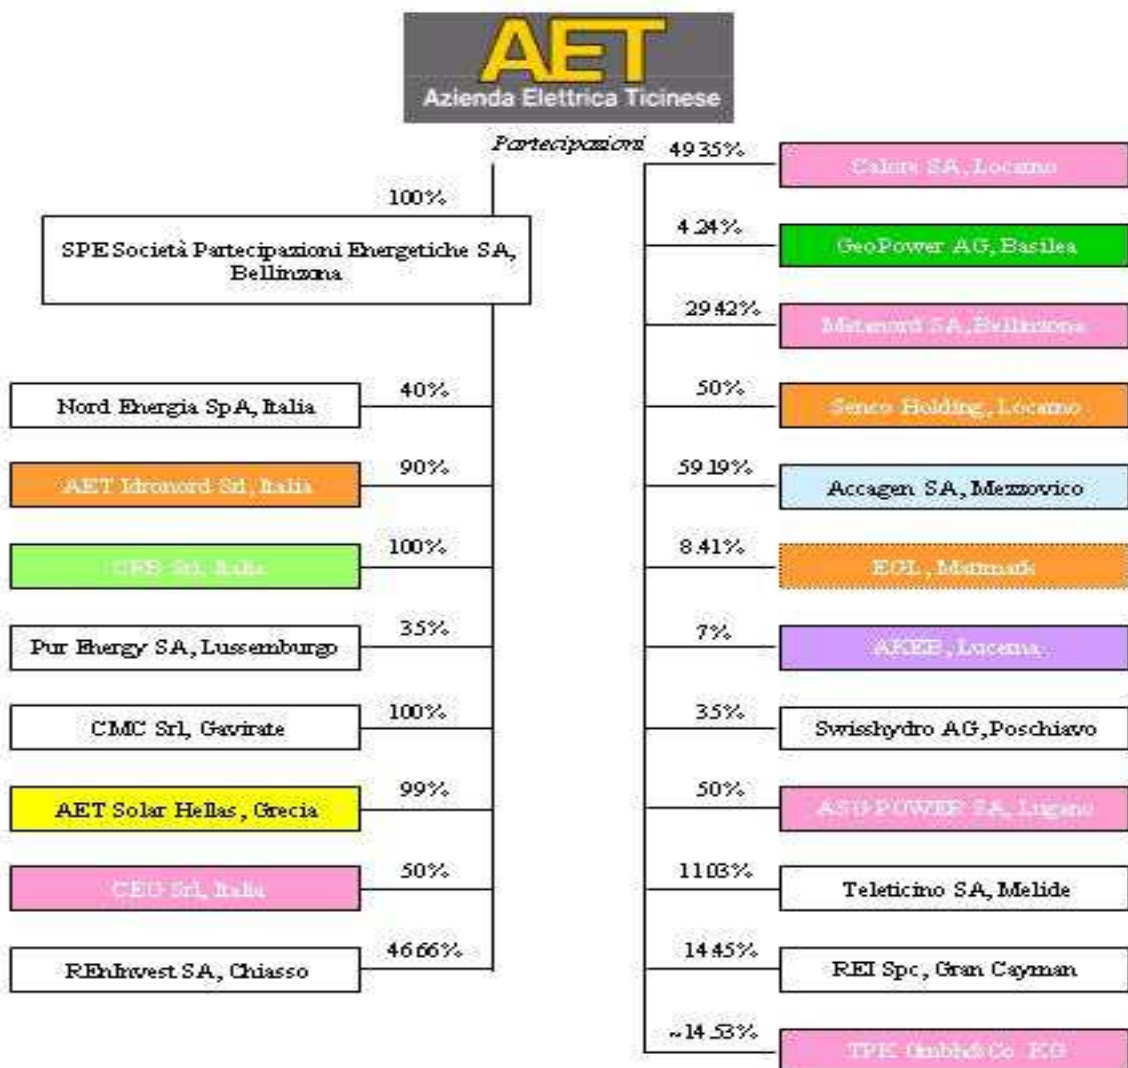 AET
Azienda Elettrica Ticinese
Partecipazioni
100%
SPE Società Partecipazioni Energetiche SA,
Bellinzona
40%
Nord Energia SpA, Italia
90%
AET Idronord Srl, Italia
100%
Srl, Italia
35%
Pur Energy SA, Lussemburgo
100%
CMC Srl, Gavirate
99%
AET Solar Hellas, Grecia
50%
CEG Srl, Italia
46.66%
REnInvest SA, Chiasso
49.35%
Calore SA, Locarno
4.24%
GeoPower AG, Basilea
29.42%
Metanord SA, Bellinzona
50%
Senco Holding, Locarno
59.19%
Accagen SA, Mezzovico
8.41%
EGL, Mattmark
7%
AKEB, Lucerna
35%
Swisshydro AG, Poschiavo
50%
POWER SA, Lugano
11.03%
Teleticino SA, Melide
14.45%
REI Spc, Gran Cayman
~14.53%
TPK Gmbh&Co. KG